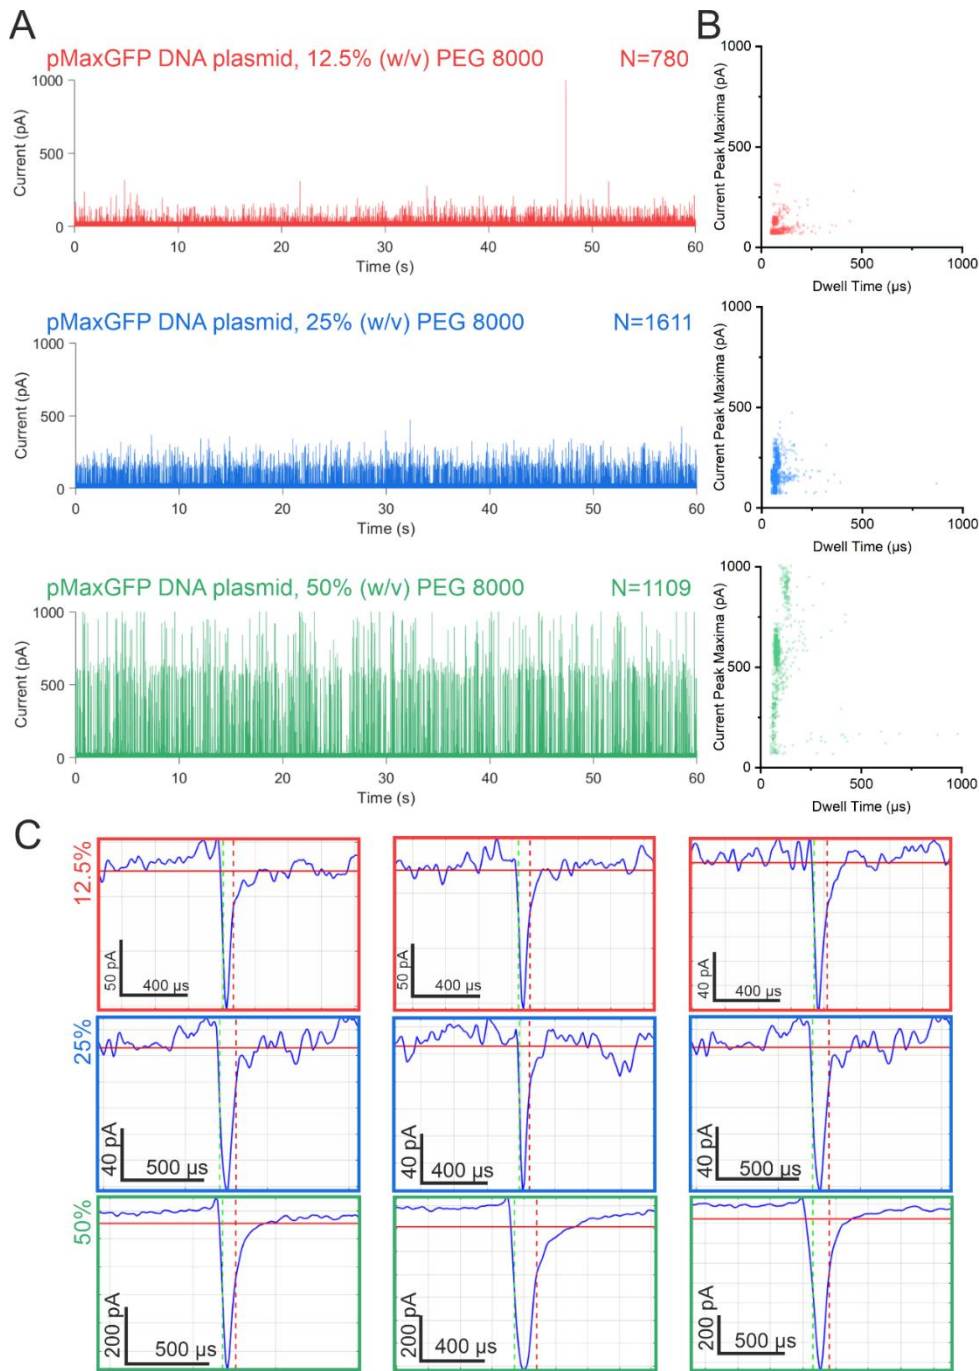 A
B
pMaxGFP DNA plasmid, 12.5% (w/v) PEG 8000 N=780
1000
500
0
Current (pA)
0 10 20 30 40 50 60
Time (s)
1000
500
0
Current Peak Maxima (pA)
0 500 1000
Dwell Time (µs)
pMaxGFP DNA plasmid, 25% (w/v) PEG 8000 N=1611
1000
500
0
Current (pA)
0 10 20 30 40 50 60
Time (s)
1000
500
0
Current Peak Maxima (pA)
0 500 1000
Dwell Time (µs)
pMaxGFP DNA plasmid, 50% (w/v) PEG 8000 N=1109
1000
500
0
Current (pA)
0 10 20 30 40 50 60
Time (s)
1000
500
0
Current Peak Maxima (pA)
0 500 1000
Dwell Time (µs)
C
12.5%
50 pA
400 µs
50 pA
400 µs
40 pA
400 µs
25%
40 pA
500 µs
40 pA
400 µs
40 pA
500 µs
50%
200 pA
500 µs
200 pA
400 µs
200 pA
500 µs